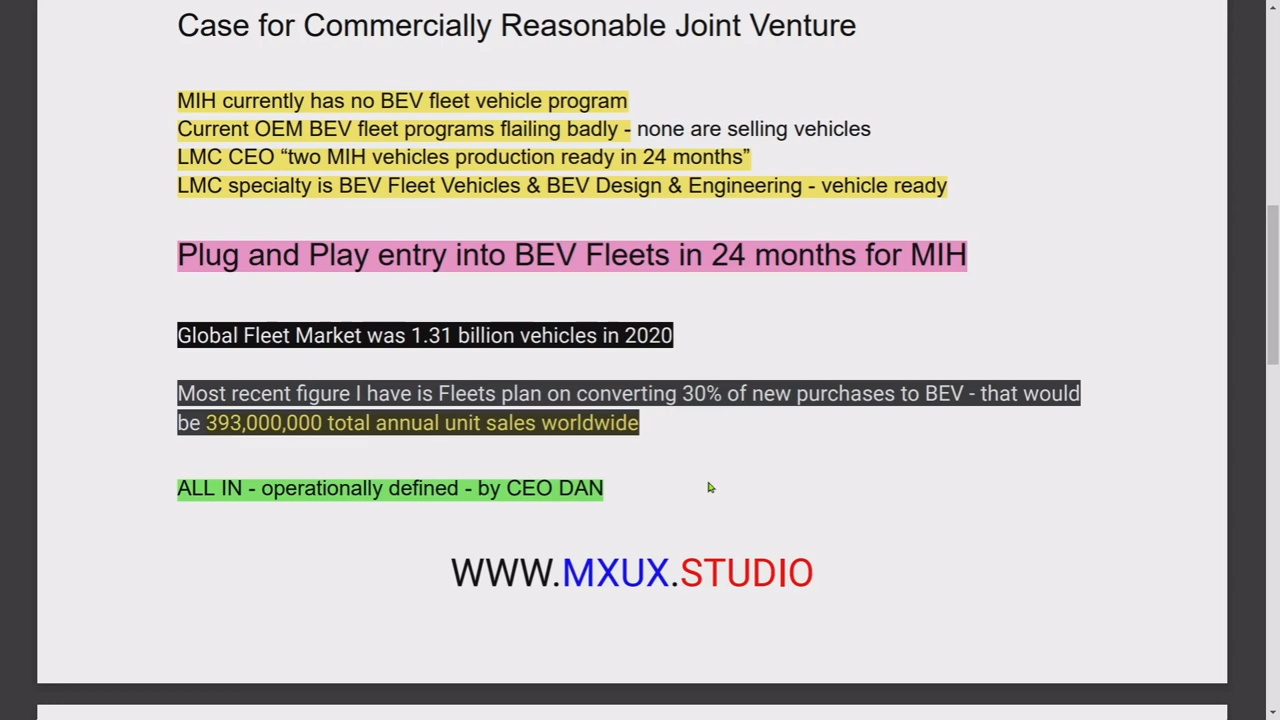 Case for Commercially Reasonable Joint Venture
MIH currently has no BEV fleet vehicle program
Current OEM BEV fleet programs flailing badly - none are selling vehicles
LMC CEO “two MIH vehicles production ready in 24 months”
LMC specialty is BEV Fleet Vehicles & BEV Design & Engineering - vehicle ready
Plug and Play entry into BEV Fleets in 24 months for MIH
Global Fleet Market was 1.31 billion vehicles in 2020
Most recent figure I have is Fleets plan on converting 30% of new purchases to BEV - that would
be 393,000,000 total annual unit sales worldwide
ALL IN - operationally defined - by CEO DAN
WWW.MXUX.STUDIO